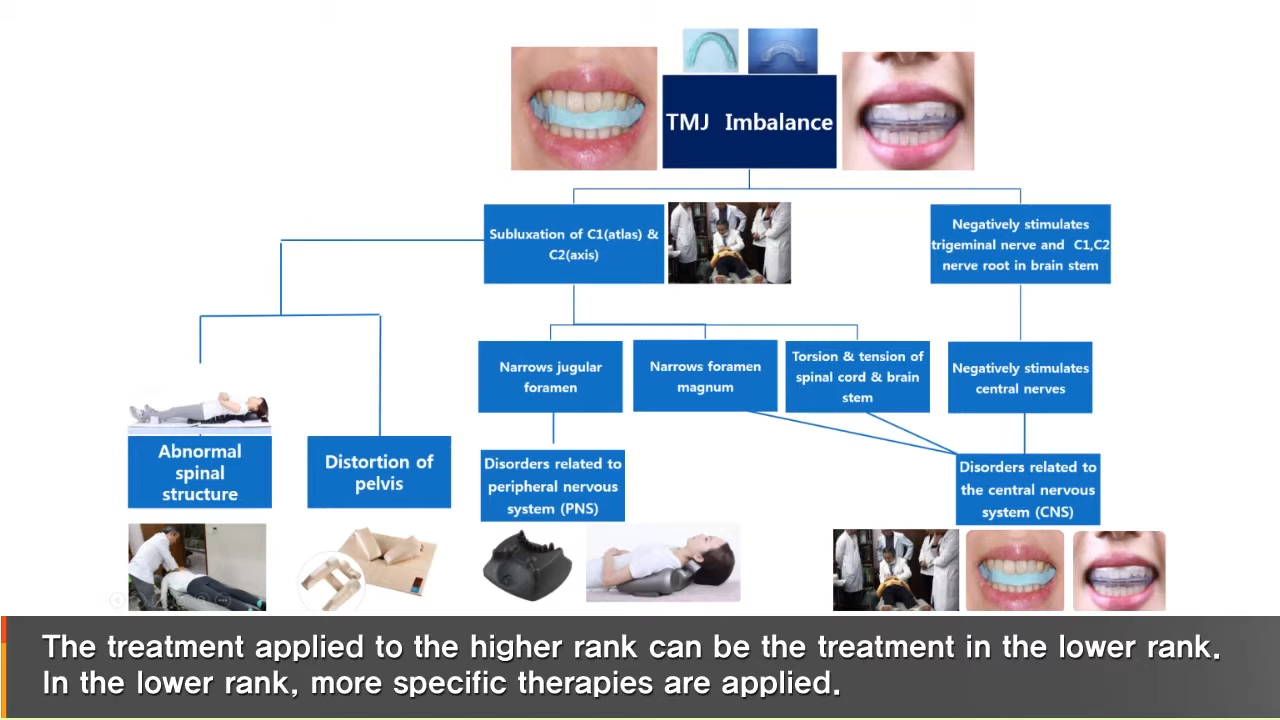 TMJ Imbalance
Subluxation of C1(atlas) &
C2(axis)
Negatively stimulates
trigeminal nerve and C1,C2
nerve root in brain stem
Narrows jugular
foramen
Narrows foramen
magnum
Torsion & tension of
spinal cord & brain
stem
Negatively stimulates
central nerves
Abnormal
spinal
structure
Distortion of
pelvis
Disorders related to
peripheral nervous
system (PNS)
Disorders related to
the central nervous
system (CNS)
The treatment applied to the higher rank can be the treatment in the lower rank.
In the lower rank, more specific therapies are applied.